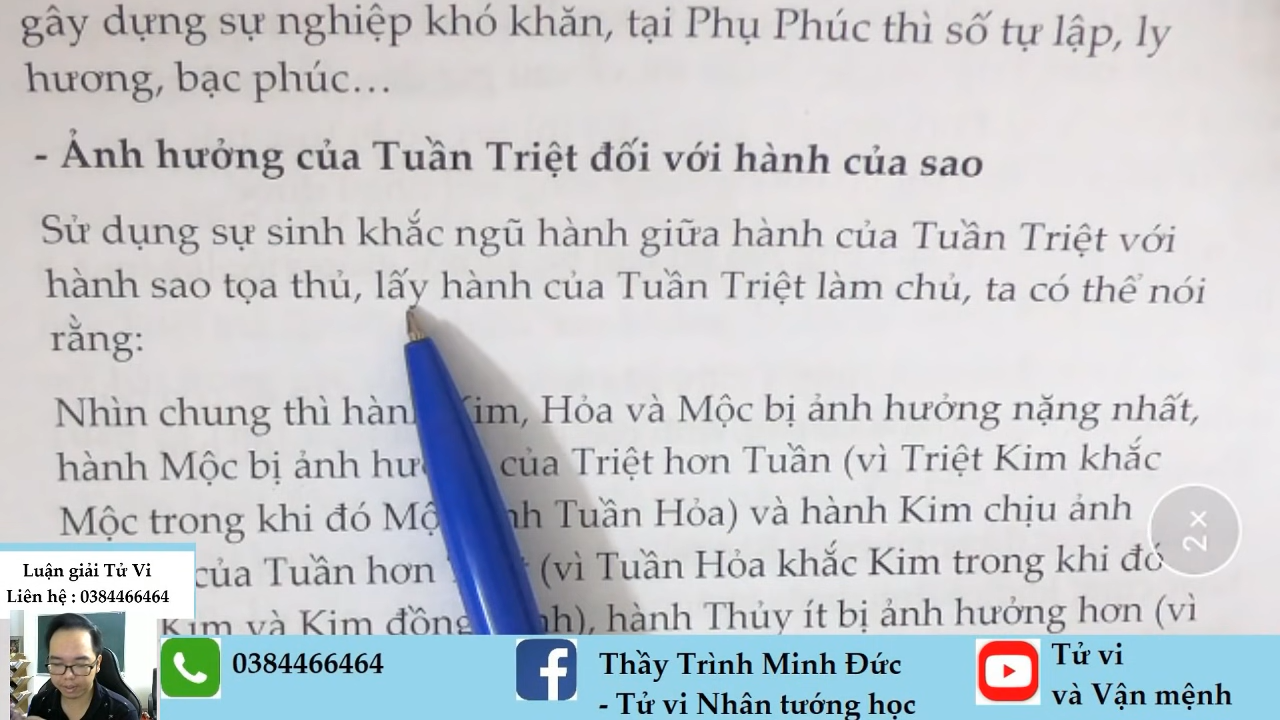 gây dựng sự nghiệp khó khăn, tại Phụ Phúc thì số tự lập, ly
hương, bạc phúc...
- Ảnh hưởng của Tuần Triệt đối với hành của sao
Sử dụng sự sinh khắc ngũ hành giữa hành của Tuần Triệt với
hành sao tọa thủ, lấy hành của Tuần Triệt làm chủ, ta có thể nói
rằng:
Nhìn chung thì Hỏa và Mộc bị ảnh hưởng nặng nhất,
hành Mộc bị ảnh của Triệt hơn Tuần (vì Triệt Kim khắc
Mộc trong khi đó Tuần Hỏa) và hành Kim chịu ảnh
của Tuần hơn (vì Tuần Hỏa khắc Kim trong khi đó
Kim và Kim đồng hành Thủy ít bị ảnh hưởng hơn (vì
2×
Luận giải Tử Vi
Liên hệ : 0384466464
0384466464
Thầy Trình Minh Đức
- Tử vi Nhân tướng học
Tử vi
và Vận mệnh